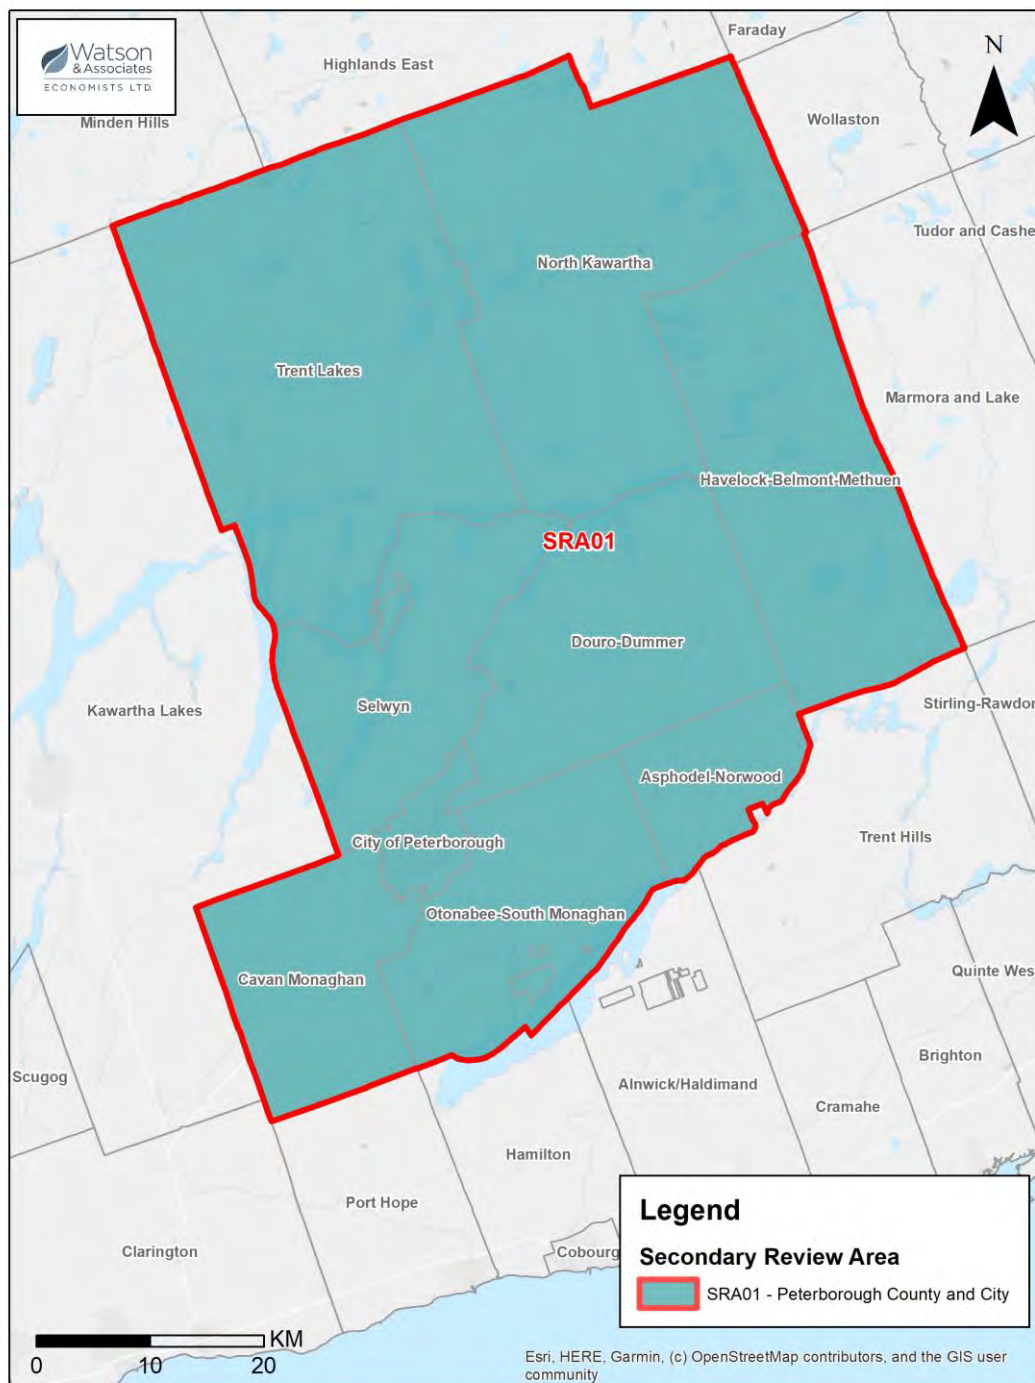 Watson
& Associates
ECONOMISTS LTD.
Faraday
N
Highlands East
Minden Hills
Wollaston
Tudor and Cashe
North Kawartha
Trent Lakes
Marmora and Lake
Havelock-Belmont-Methuen
SRA01
Douro-Dummer
Selwyn
Kawartha Lakes
Stirling-Rawdon
Asphodel-Norwood
Trent Hills
City of Peterborough
Otonabee-South Monaghan
Cavan Monaghan
Quinte Wes
Brighton
Scugog
Alnwick/Haldimand
Cramahe
Hamilton
Port Hope
Clarington
Cobourg
Legend
Secondary Review Area
SRA01 - Peterborough County and City
KM
0 10 20
Esri, HERE, Garmin, (c) OpenStreetMap contributors, and the GIS user
community